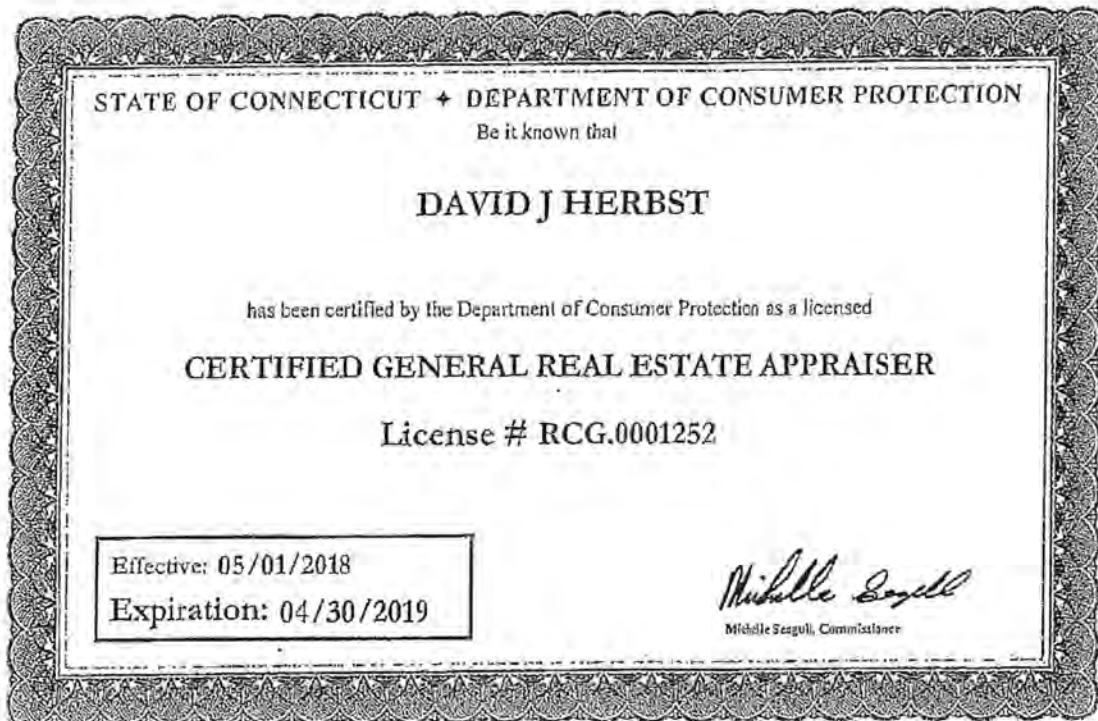 STATE OF CONNECTICUT ✦ DEPARTMENT OF CONSUMER PROTECTION
Be it known that
DAVID J HERBST
has been certified by the Department of Consumer Protection as a licensed
CERTIFIED GENERAL REAL ESTATE APPRAISER
License # RCG.0001252
Effective: 05/01/2018
Expiration: 04/30/2019
Michelle Seagull
Michelle Seagull, Commissioner